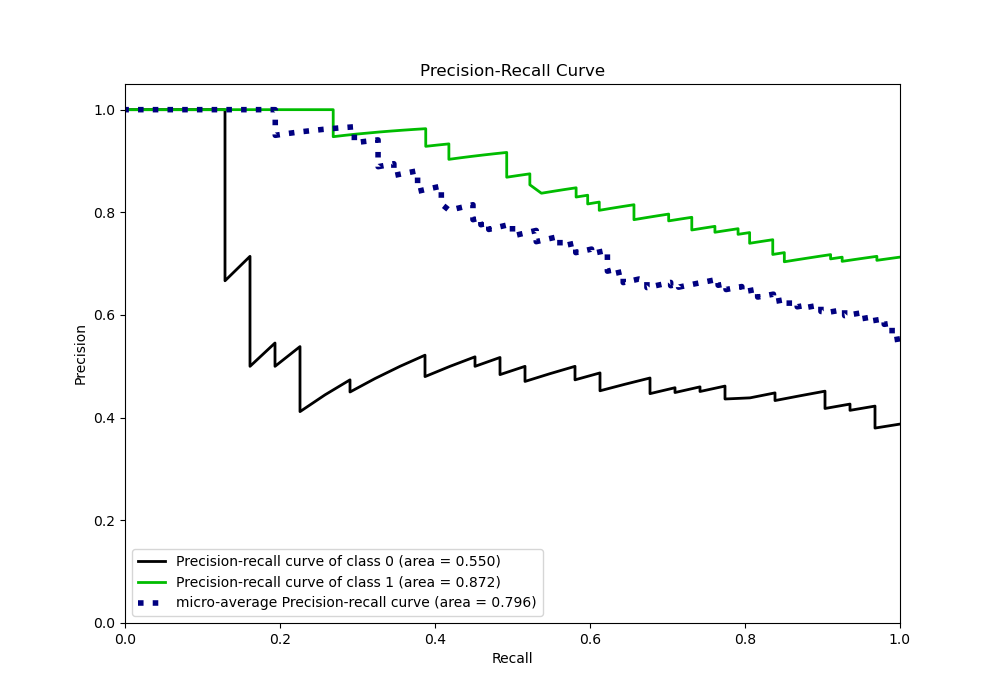 Precision-Recall Curve
1.0
0.8
0.6
0.4
0.2
0.0
Precision
Precision-recall curve of class 0 (area = 0.550)
Precision-recall curve of class 1 (area = 0.872)
micro-average Precision-recall curve (area = 0.796)
0.0 0.2 0.4 0.6 0.8 1.0
Recall